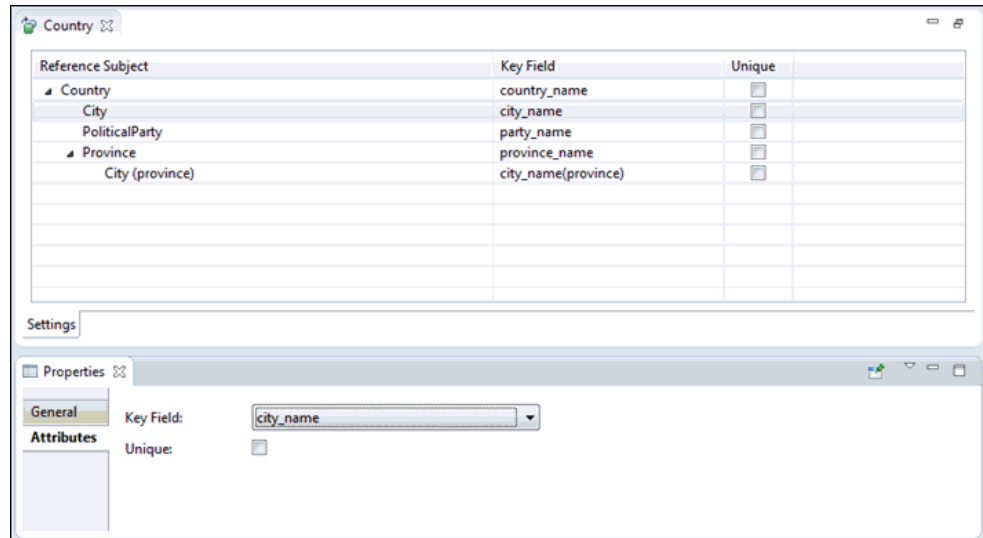 Country
Reference Subject Key Field Unique
Country country_name
City city_name
PoliticalParty party_name
Province province_name
City (province) city_name(province)
Settings
Properties
General
Key Field: city_name
Attributes
Unique: